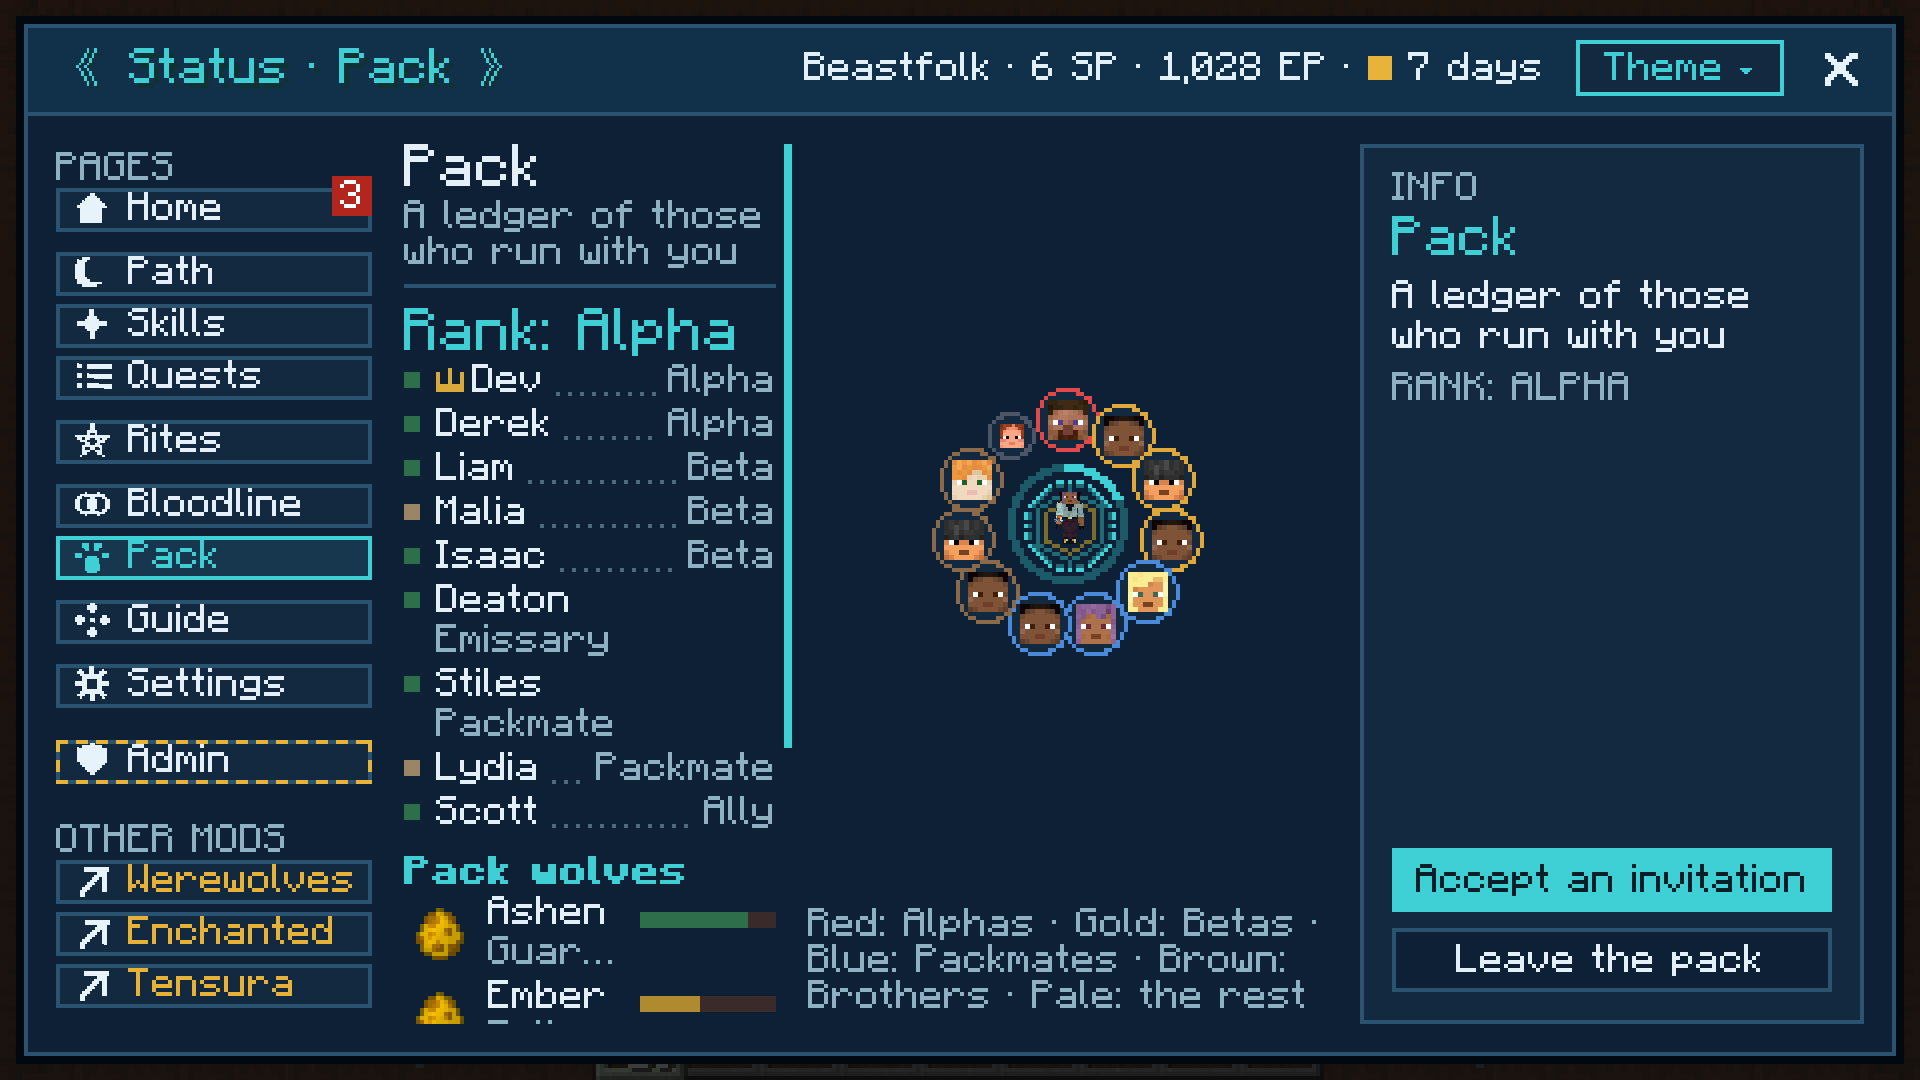 《 Status · Pack 》
Beastfolk · 6 SP · 1,028 EP · 7 days
Theme
PAGES
Home
3
Path
Skills
Quests
Rites
Bloodline
Pack
Guide
Settings
Admin
OTHER MODS
Werewolves
Enchanted
Tensura
Pack
A ledger of those
who run with you
Rank: Alpha
Dev ........ Alpha
Derek ....... Alpha
Liam ............ Beta
Malia ........... Beta
Isaac ......... Beta
Deaton
Emissary
Stiles
Packmate
Lydia ... Packmate
Scott ........... Ally
Pack wolves
Ashen
Guar...
Ember
Red: Alphas · Gold: Betas ·
Blue: Packmates · Brown:
Brothers · Pale: the rest
INFO
Pack
A ledger of those
who run with you
RANK: ALPHA
Accept an invitation
Leave the pack